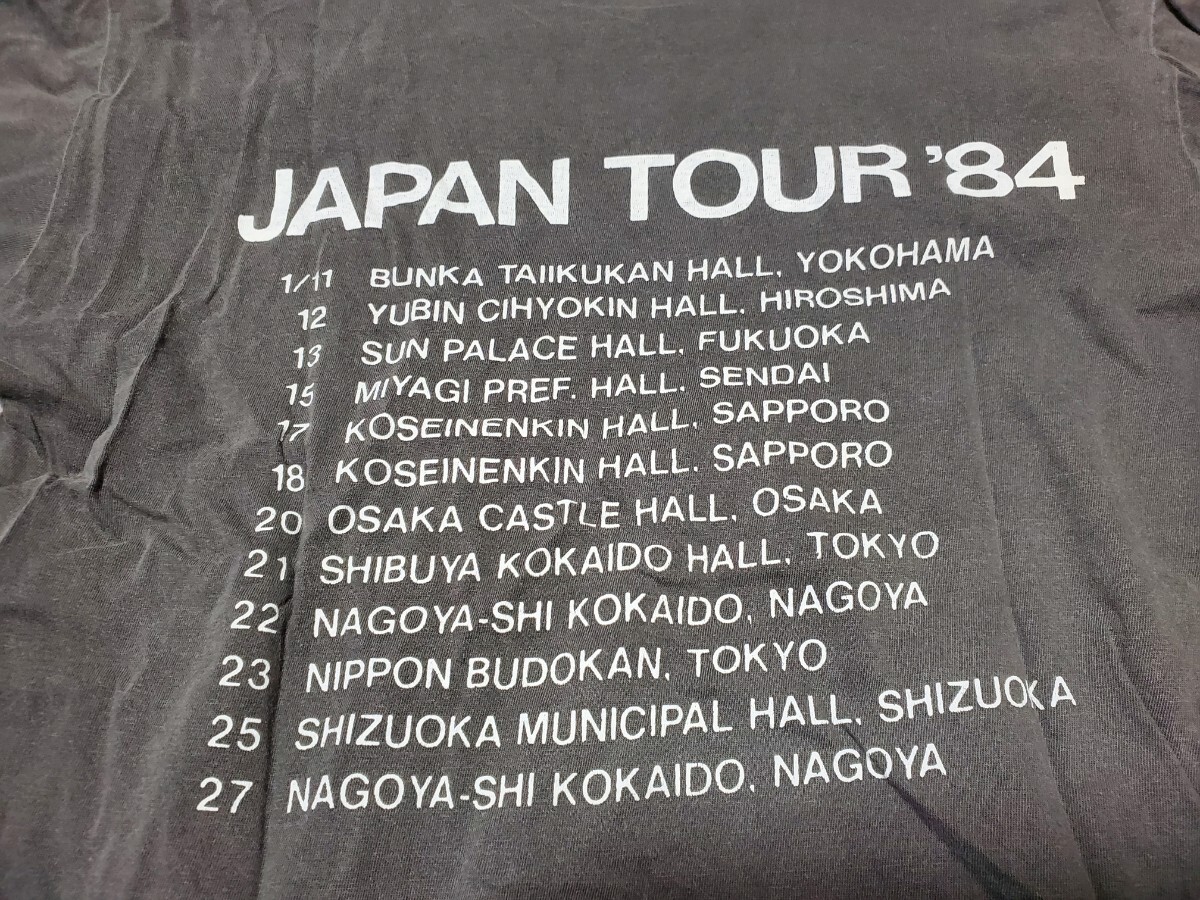 JAPAN TOUR '84
1/11 BUNKA TAIIKUKAN HALL, YOKOHAMA
12 YUBIN CIHYOKIN HALL, HIROSHIMA
13 SUN PALACE HALL, FUKUOKA
15 MIYAGI PREF. HALL, SENDAI
17 KOSEINENKIN HALL, SAPPORO
18 KOSEINENKIN HALL, SAPPORO
20 OSAKA CASTLE HALL, OSAKA
21 SHIBUYA KOKAIDO HALL, TOKYO
22 NAGOYA-SHI KOKAIDO, NAGOYA
23 NIPPON BUDOKAN, TOKYO
25 SHIZUOKA MUNICIPAL HALL, SHIZUOKA
27 NAGOYA-SHI KOKAIDO, NAGOYA